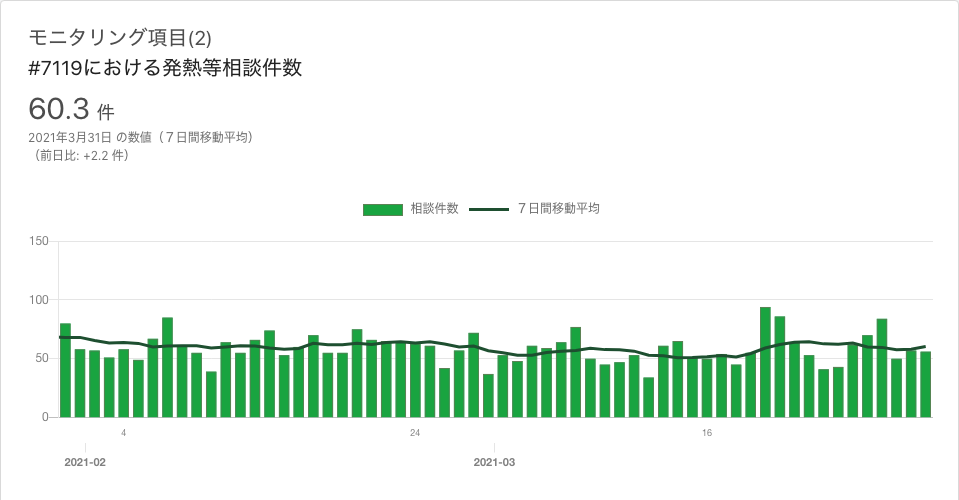 モニタリング項目(2)
#7119における発熱等相談件数
60.3 件
2021年3月31日 の数値（７日間移動平均）
（前日比: +2.2 件）
相談件数 ７日間移動平均
150
100
50
0
4 24 16
2021-02 2021-03